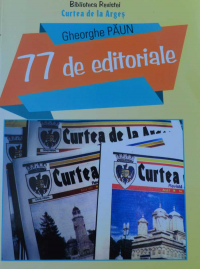 Biblioteca Revistei
Curtea de la Argeș
Gheorghe PĂUN
77 de editoriale
Curtea de la Argeș
Curtea
Curtea